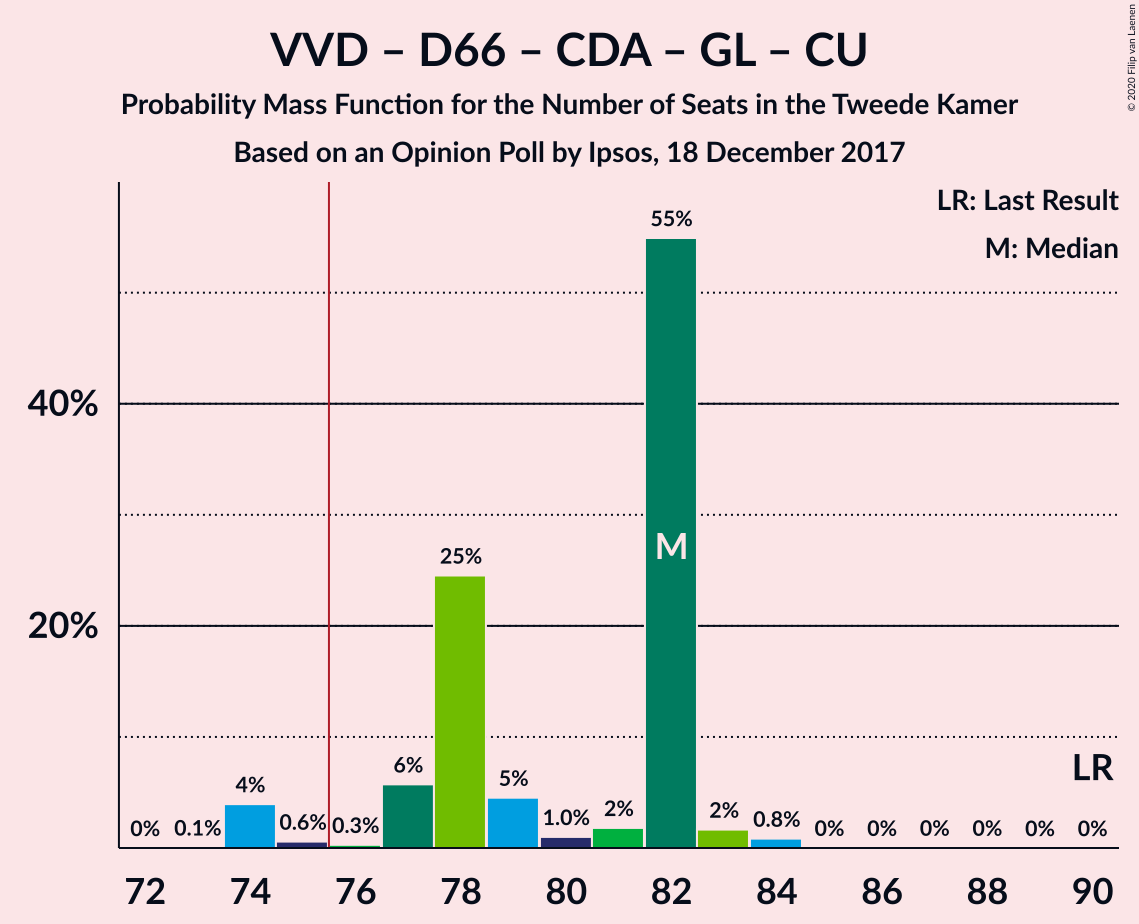 VVD – D66 – CDA – GL – CU
Probability Mass Function for the Number of Seats in the Tweede Kamer
Based on an Opinion Poll by Ipsos, 18 December 2017
© 2020 Filip van Laenen
LR: Last Result
M: Median
55%
40%
M
25%
20%
LR
6%
5%
4%
2%
2%
1.0%
0.8%
0.6%
0.3%
0% 0.1%
0% 0% 0% 0% 0% 0%
72 74 76 78 80 82 84 86 88 90